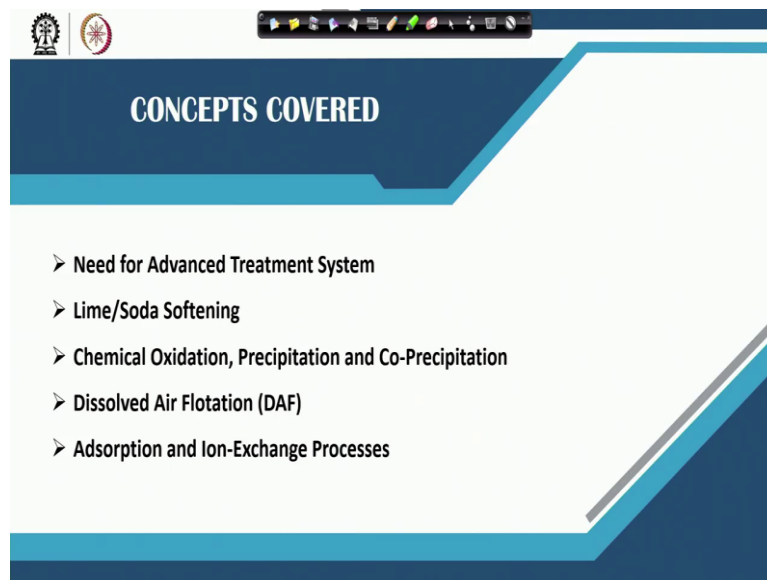 CONCEPTS COVERED
➢ Need for Advanced Treatment System
➢ Lime/Soda Softening
➢ Chemical Oxidation, Precipitation and Co-Precipitation
➢ Dissolved Air Flotation (DAF)
➢ Adsorption and Ion-Exchange Processes